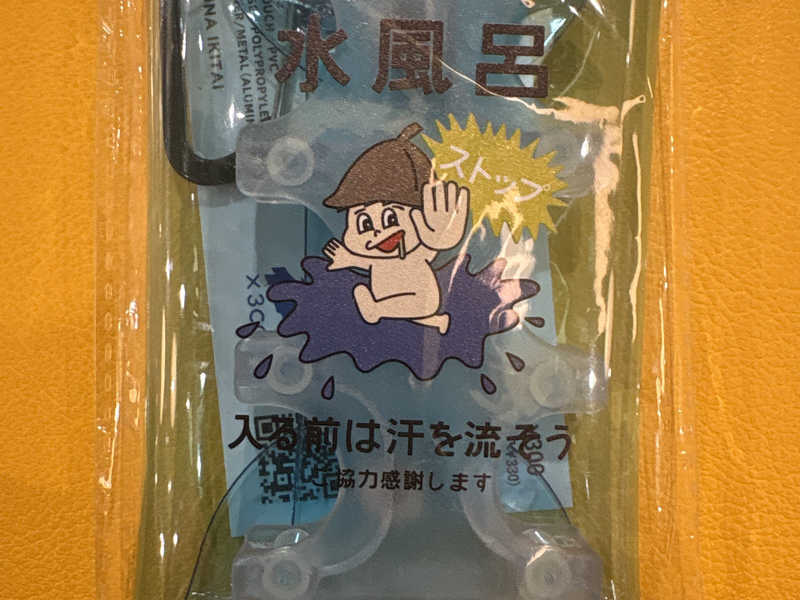 水風呂
ストップ
入る前は汗を流そう
協力感謝します